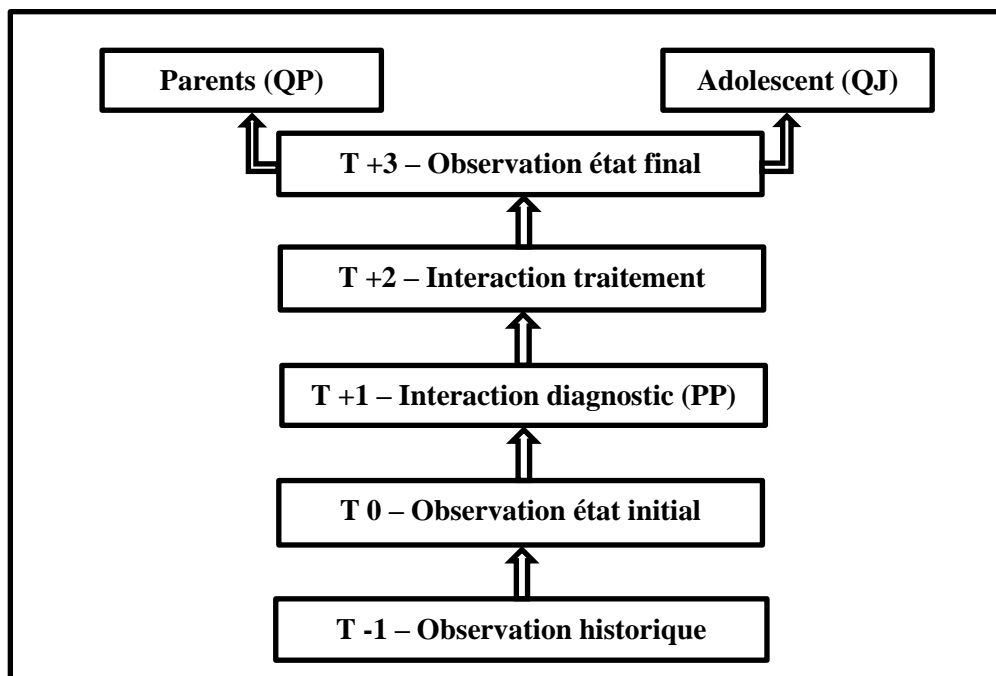 Parents (QP)
Adolescent (QJ)
T +3 – Observation état final
T +2 – Interaction traitement
T +1 – Interaction diagnostic (PP)
T 0 – Observation état initial
T -1 – Observation historique